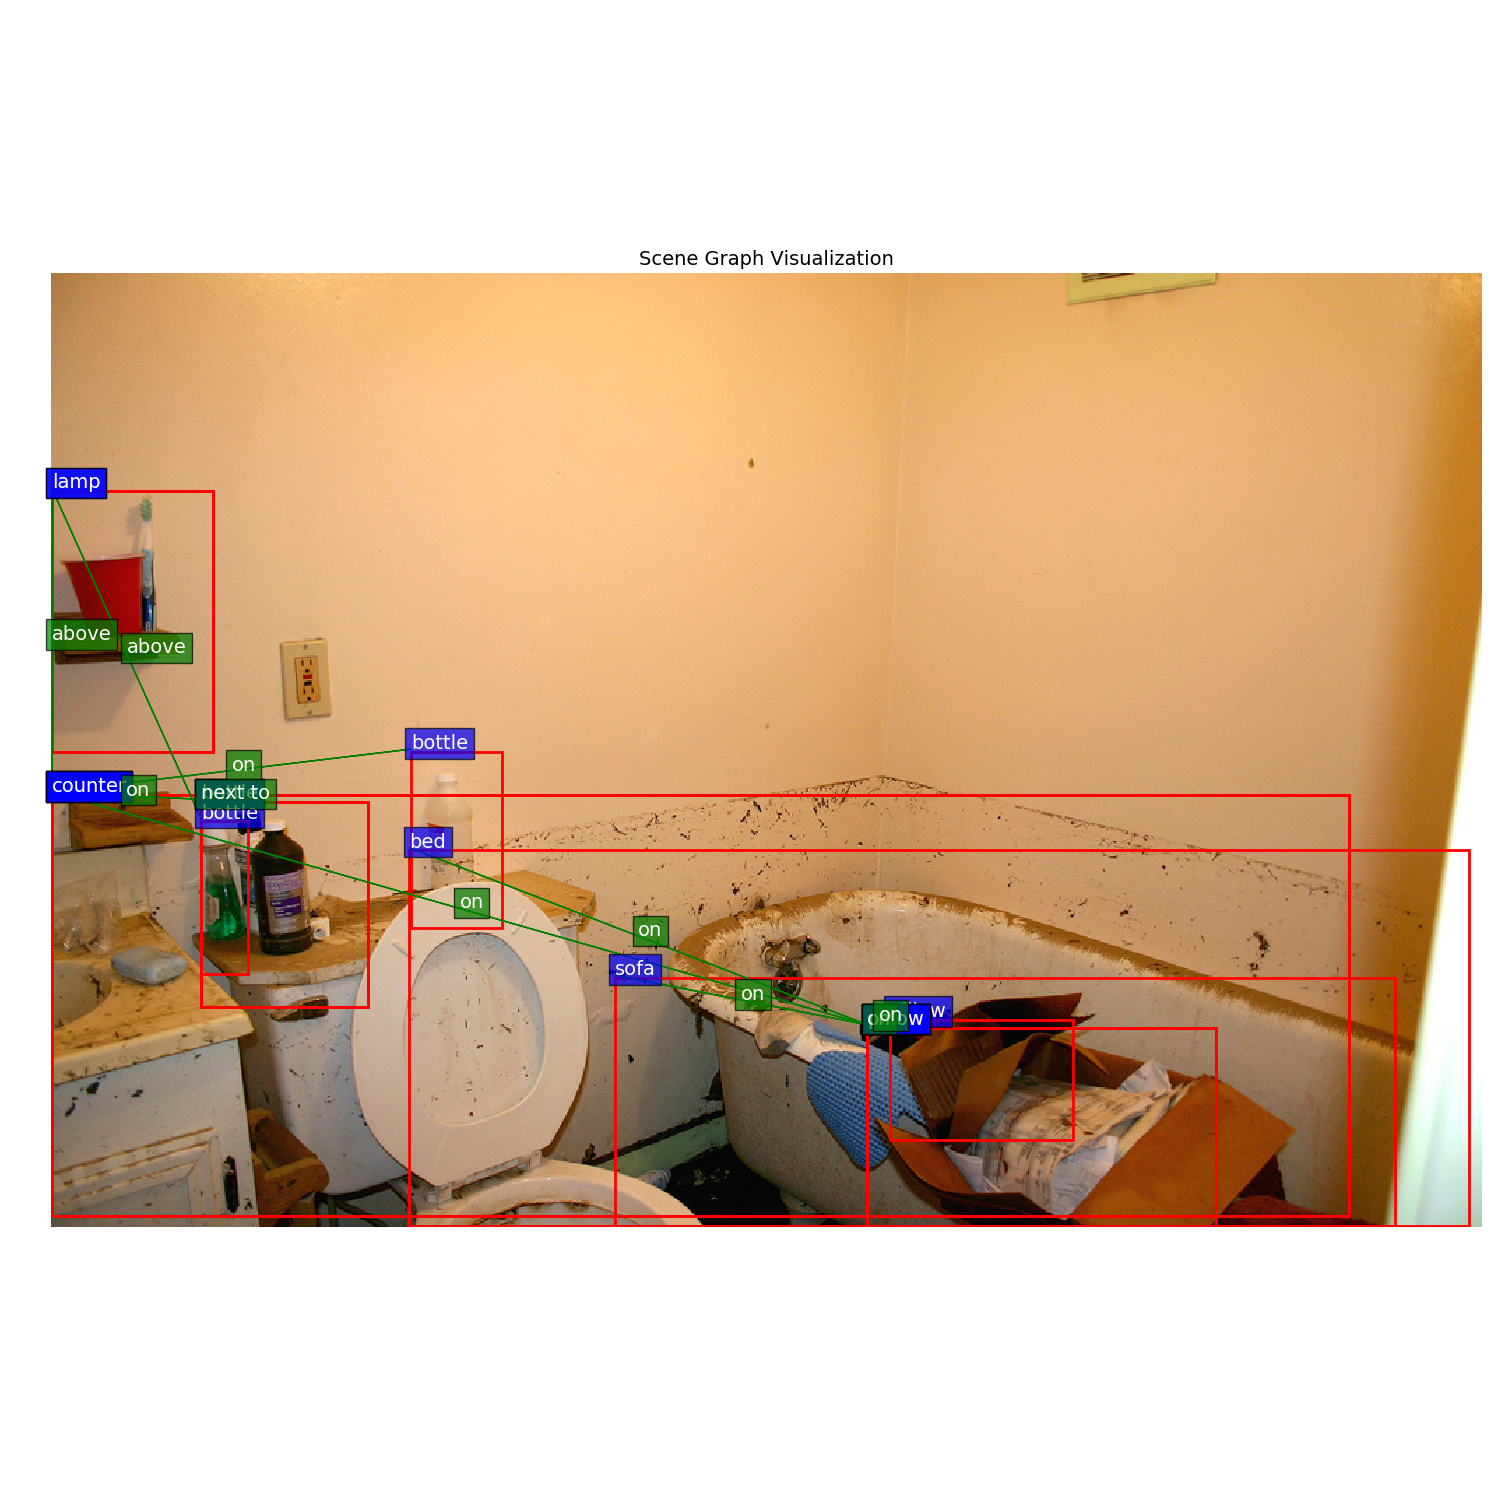 Scene Graph Visualization
lamp
above
above
bottle
on
counter
on
next to
bottle
bed
on
on
sofa
on
on